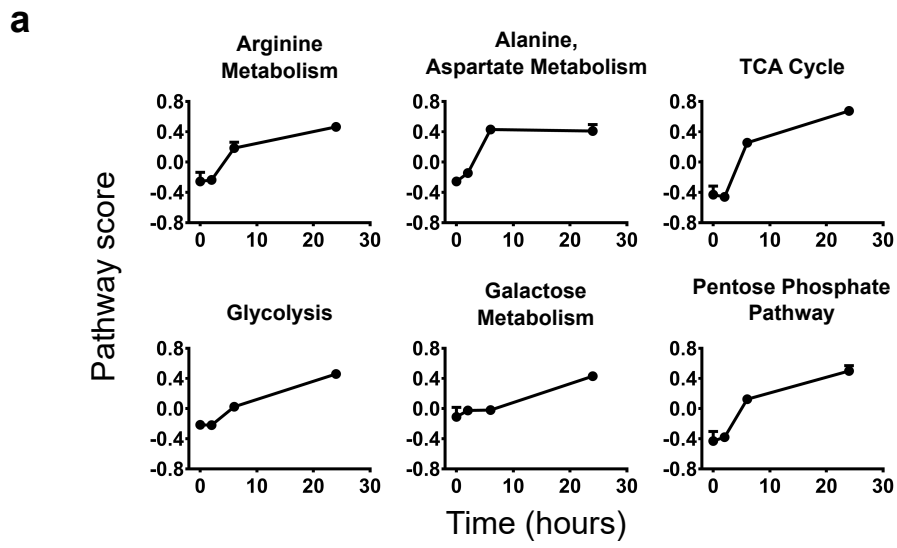 a
Arginine
Metabolism
Alanine,
Aspartate Metabolism
TCA Cycle
0.8
0.4
0.0
-0.4
-0.8
0 10 20 30
0.8
0.4
0.0
-0.4
-0.8
0 10 20 30
0.8
0.4
0.0
-0.4
-0.8
0 10 20 30
Pathway score
Glycolysis
Galactose
Metabolism
Pentose Phosphate
Pathway
0.8
0.4
0.0
-0.4
-0.8
0 10 20 30
0.8
0.4
0.0
-0.4
-0.8
0 10 20 30
0.8
0.4
0.0
-0.4
-0.8
0 10 20 30
Time (hours)